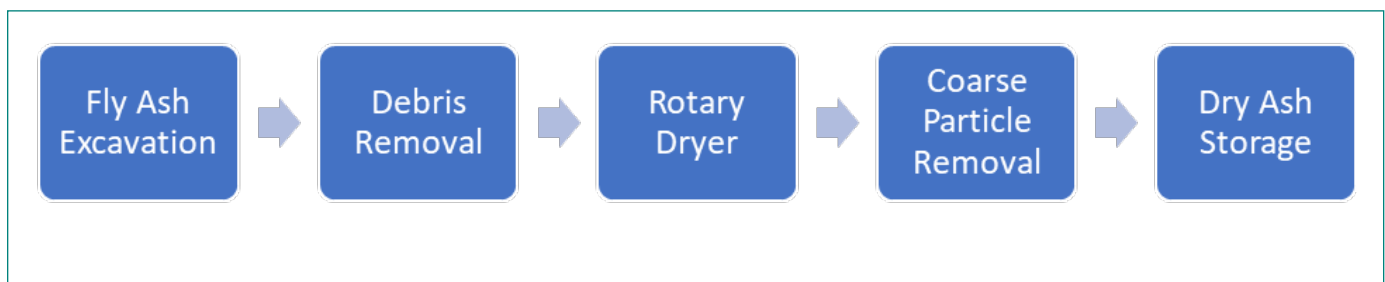 Fly Ash
Excavation
Debris
Removal
Rotary
Dryer
Coarse
Particle
Removal
Dry Ash
Storage